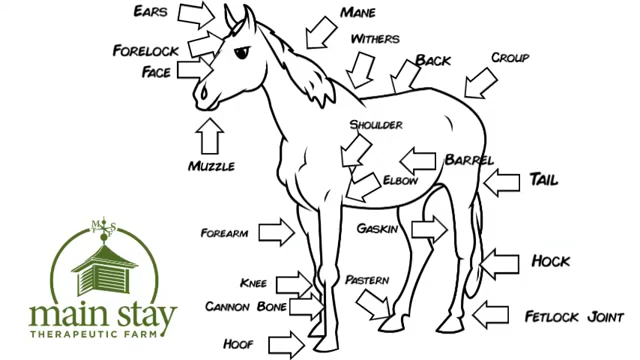 Ears
Mane
Forelock
Withers
Face
Back
Croup
Muzzle
Shoulder
Barrel
Elbow
Tail
Forearm
Gaskin
Hock
Knee
Pastern
Cannon Bone
Fetlock Joint
Hoof
M S F
main stay
THERAPEUTIC FARM